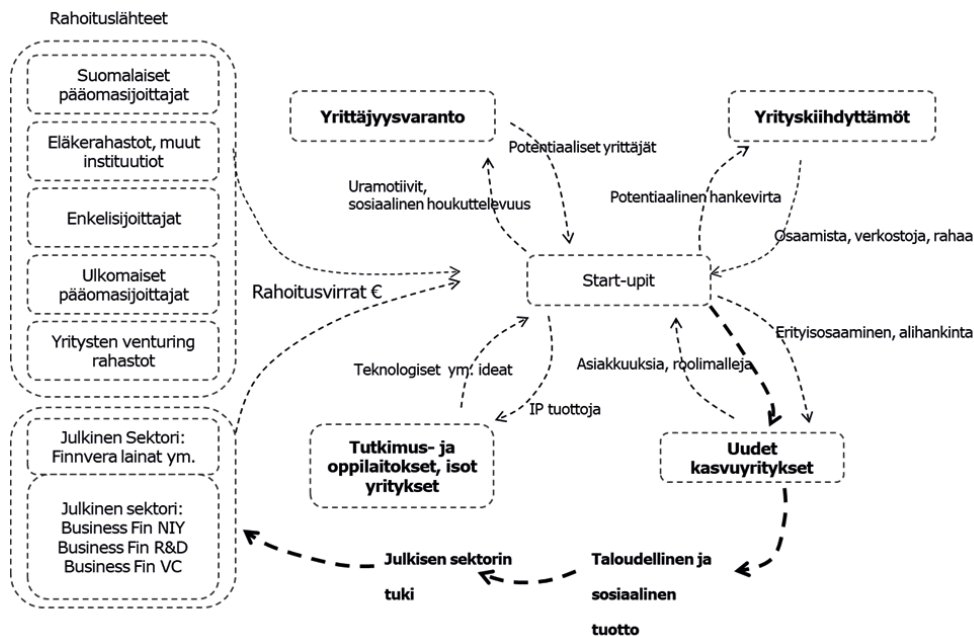 Rahoituslähteet
Suomalaiset
pääomasijoittajat
Eläkerahastot, muut
instituutiot
Enkelisijoittajat
Ulkomaiset
pääomasijoittajat
Yritysten venturing
rahastot
Julkinen Sektori:
Finnvera lainat ym.
Julkinen sektori:
Business Fin NIY
Business Fin R&D
Business Fin VC
Rahoitusvirrat €
Yrittäjyysvaranto
Yrityskiihdyttämöt
Potentiaaliset yrittäjät
Uramotiivit,
sosiaalinen houkuttelevuus
Potentiaalinen hankevirta
Osaamista, verkostoja, rahaa
Start-upit
Teknologiset ym. ideat
IP tuottoja
Asiakkuuksia, roolimalleja
Erityisosaaminen, alihankinta
Tutkimus- ja
oppilaitokset, isot
yritykset
Uudet
kasvuyritykset
Julkisen sektorin
tuki
Taloudellinen ja
sosiaalinen
tuotto